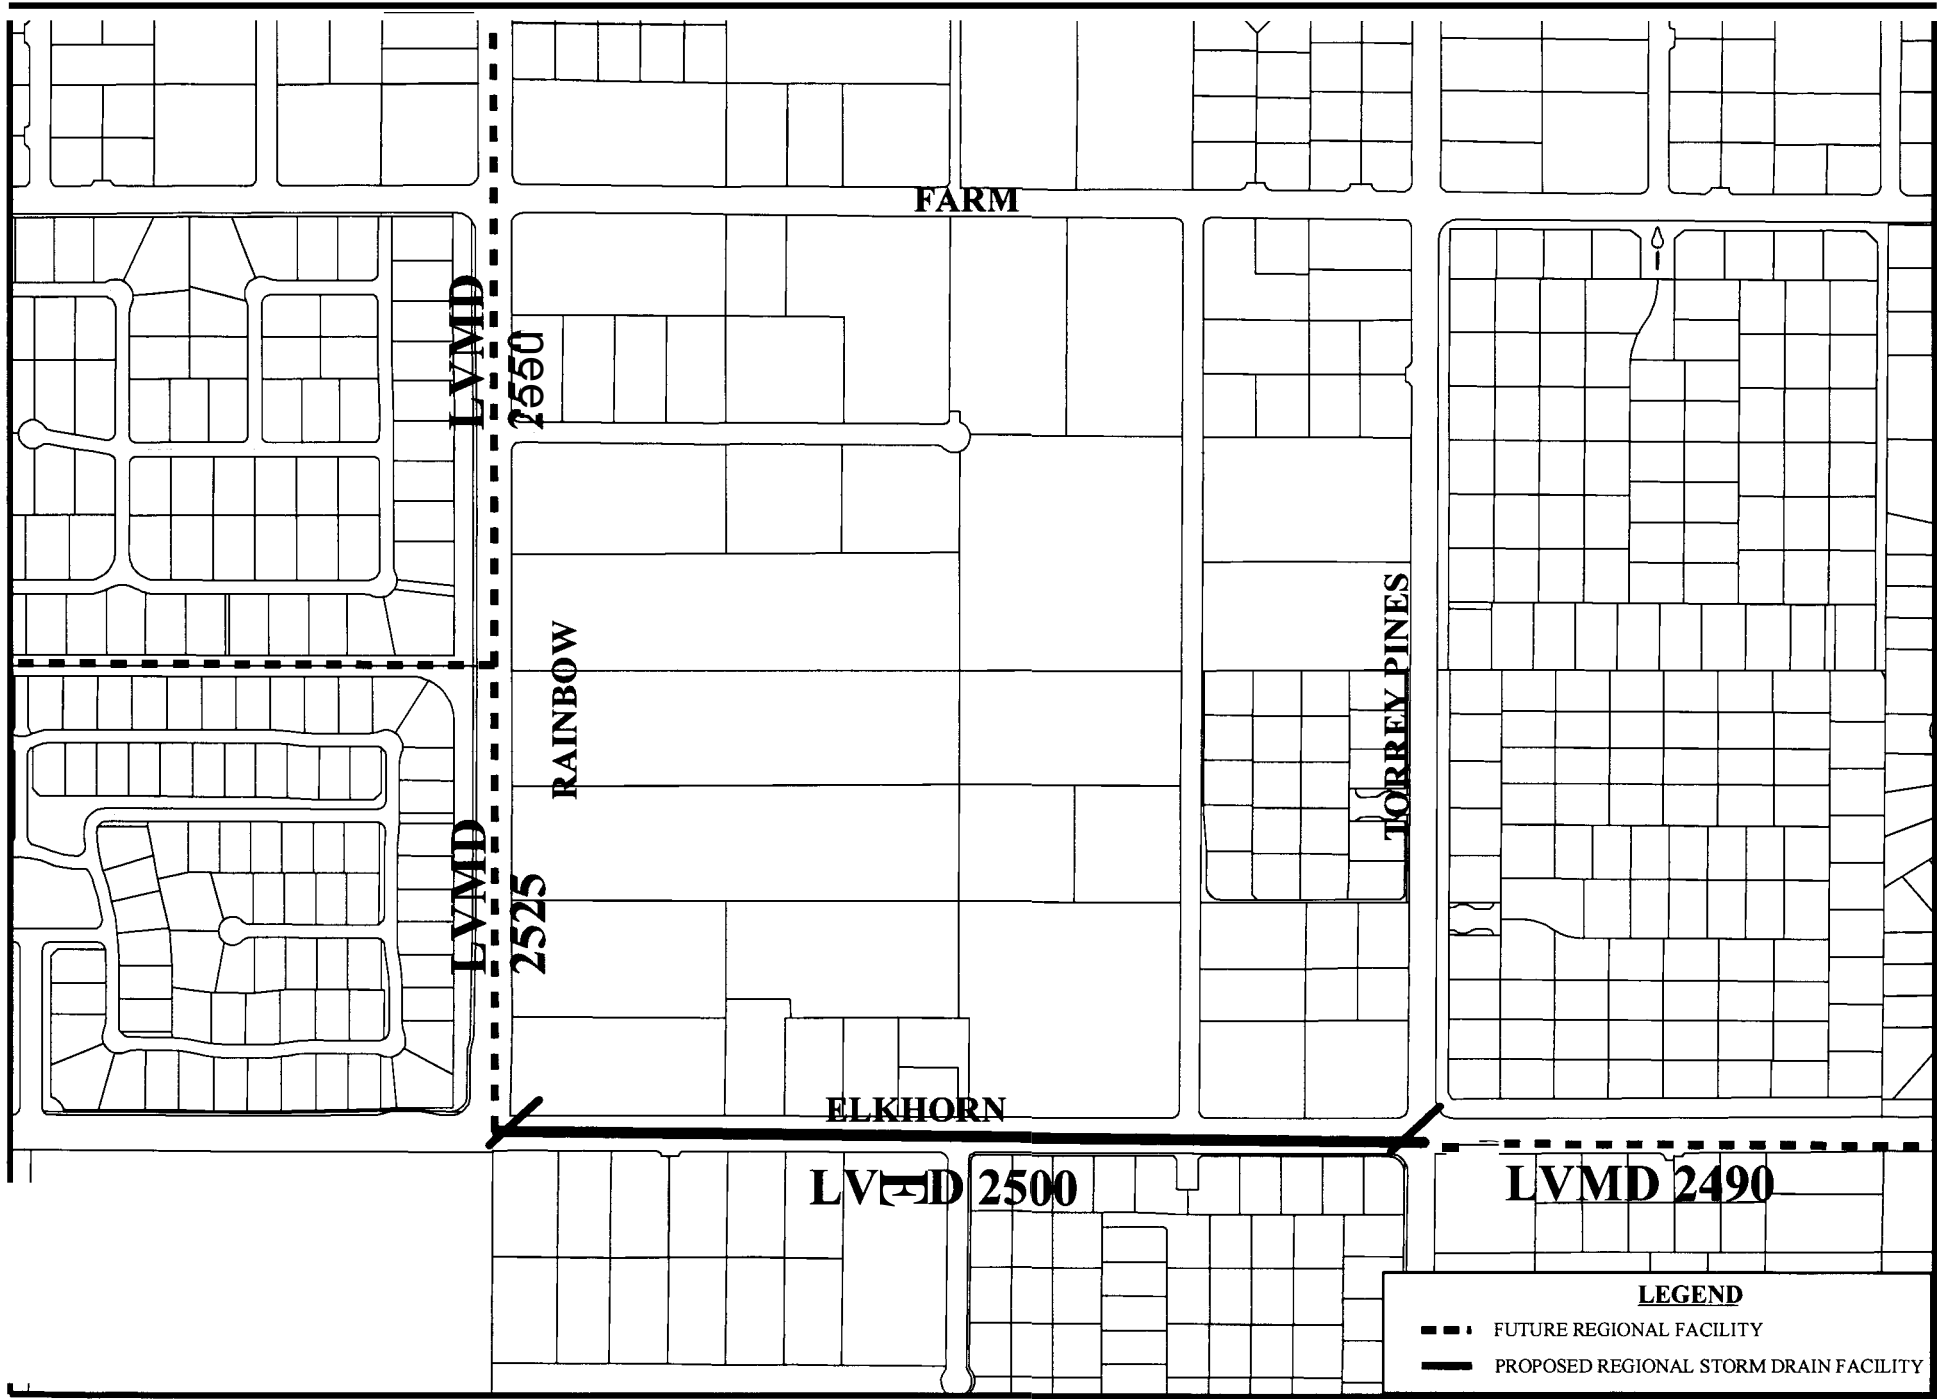 FARM
LVMD
RAINBOW
TORREY PINES
LVMD
2525
ELKHORN
2500
LVMD 2490
LEGEND
FUTURE REGIONAL FACILITY
PROPOSED REGIONAL STORM DRAIN FACILITY